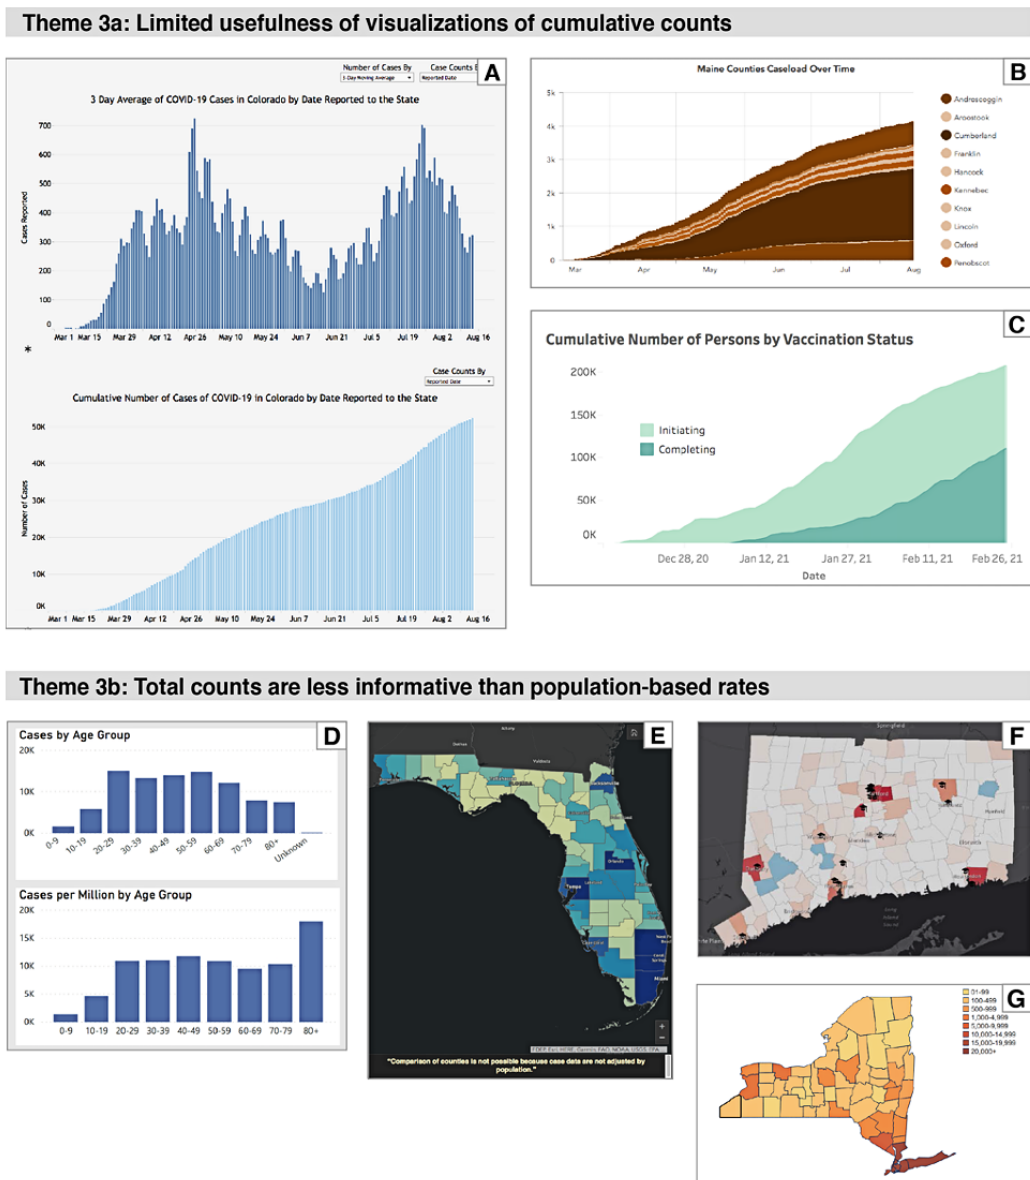 Theme 3a: Limited usefulness of visualizations of cumulative counts
A
Number of Cases By
Case Counts
3-Day Moving Average
Reported Date
3 Day Average of COVID-19 Cases in Colorado by Date Reported to the State
Cases Reported
700
600
500
400
300
200
100
0
Mar 1 Mar 15 Mar 29 Apr 12 Apr 26 May 10 May 24 Jun 7 Jun 21 Jul 5 Jul 19 Aug 2 Aug 16
*
Case Counts By
Reported Date
Cumulative Number of Cases of COVID-19 in Colorado by Date Reported to the State
Number of Cases
50K
40K
30K
20K
10K
0K
Mar 1 Mar 15 Mar 29 Apr 12 Apr 26 May 10 May 24 Jun 7 Jun 21 Jul 5 Jul 19 Aug 2 Aug 16
B
Maine Counties Caseload Over Time
5k
4k
3k
2k
1k
0
Mar Apr May Jun Jul Aug
Androscoggin
Aroostook
Cumberland
Franklin
Hancock
Kennebec
Knox
Lincoln
Oxford
Penobscot
C
Cumulative Number of Persons by Vaccination Status
200K
150K
100K
50K
0K
Initiating
Completing
Dec 28, 20 Jan 12, 21 Jan 27, 21 Feb 11, 21 Feb 26, 21
Date
Theme 3b: Total counts are less informative than population-based rates
D
Cases by Age Group
20K
10K
0K
0-9 10-19 20-29 30-39 40-49 50-59 60-69 70-79 80+ Unknown
Cases per Million by Age Group
20K
15K
10K
5K
0K
0-9 10-19 20-29 30-39 40-49 50-59 60-69 70-79 80+
E
Albany
Dothan
Valdosta
Jacksonville
Orlando
Tampa
Cape Coral
Miami
+
"Comparison of counties is not possible because case data are not adjusted by
population."
F
Springfield
Hartford
G
01-99
100-499
500-999
1,000-4,999
5,000-9,999
10,000-14,999
15,000-19,999
20,000+